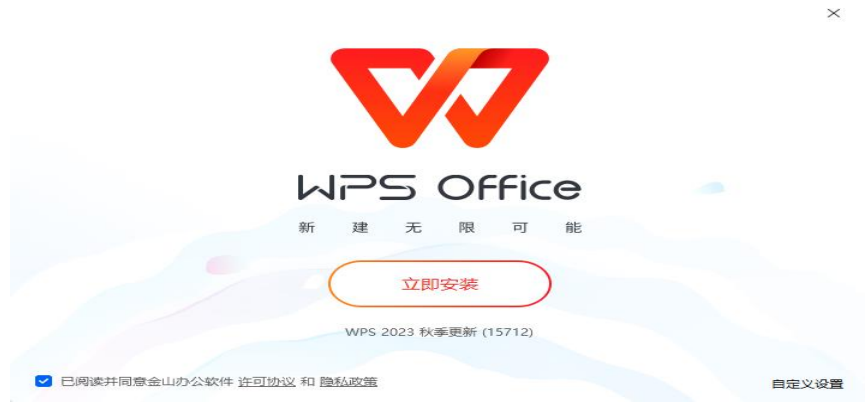 WPS Office
新建无限可能
立即安装
WPS 2023 秋季更新 (15712)
已阅读并同意金山办公软件 许可协议 和 隐私政策
自定义设置